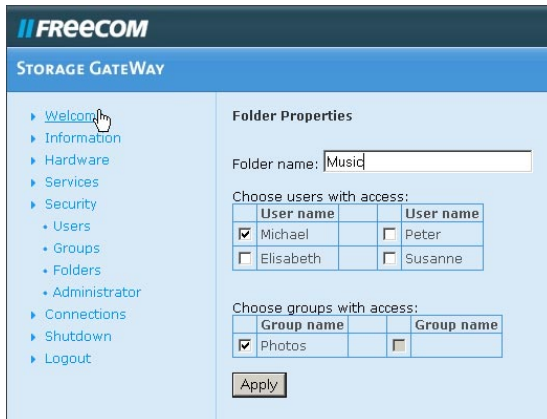 FREECOM
STORAGE GATEWAY
Welcom
Information
Hardware
Services
Security
Users
Groups
Folders
Administrator
Connections
Shutdown
Logout
Folder Properties
Folder name: Music
Choose users with access:
User name User name
Michael Peter
Elisabeth Susanne
Choose groups with access:
Group name Group name
Photos
Apply